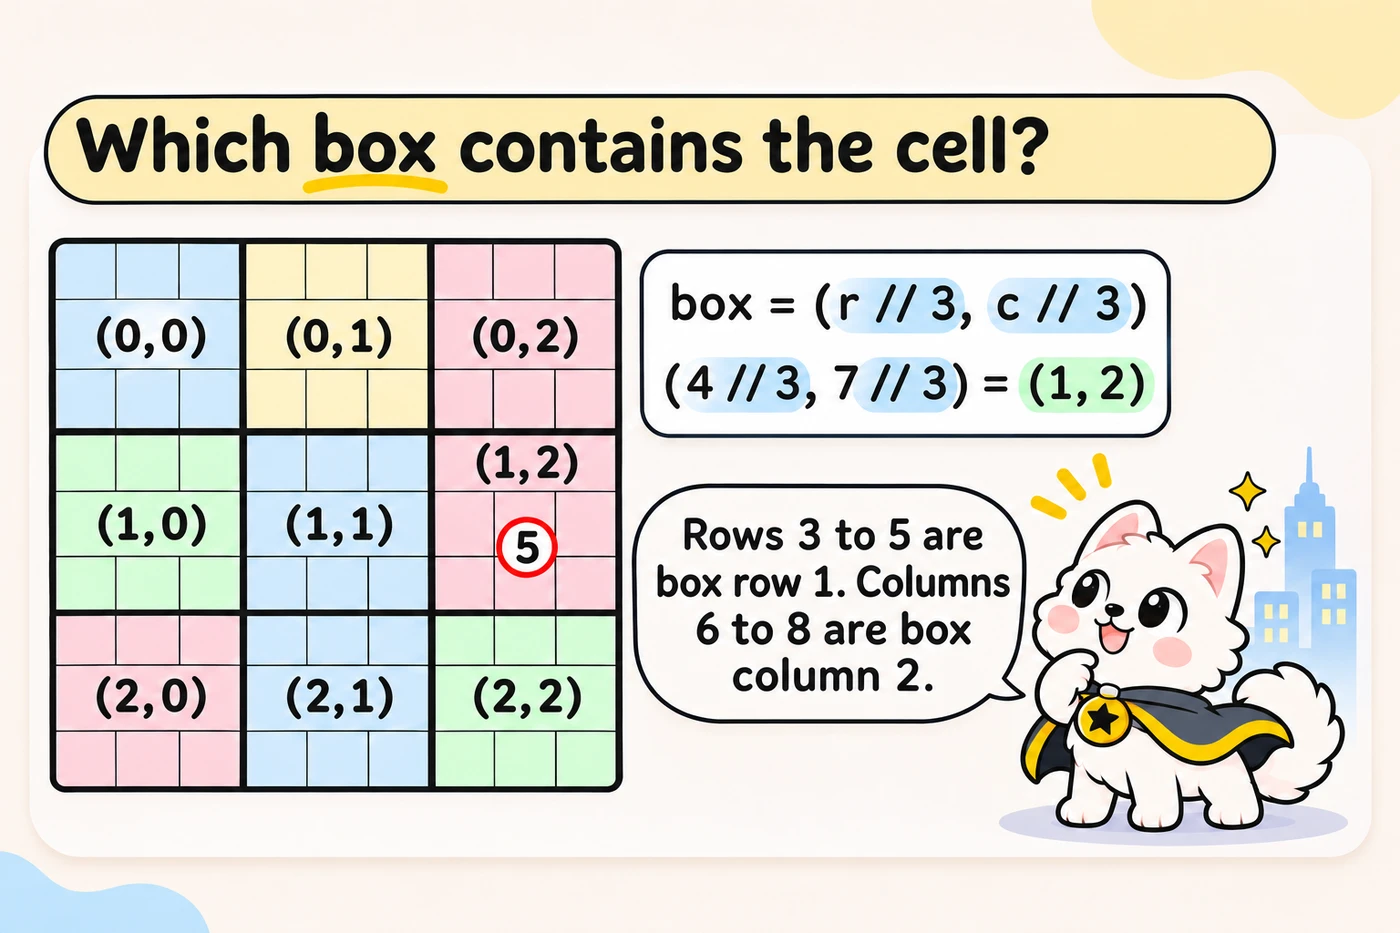 Which box contains the cell?
(0,0) (0,1) (0,2)
(1,2)
(1,0) (1,1)
5
(2,0) (2,1) (2,2)
box = (r // 3, c // 3)
(4 // 3, 7 // 3) = (1, 2)
Rows 3 to 5 are
box row 1. Columns
6 to 8 are box
column 2.